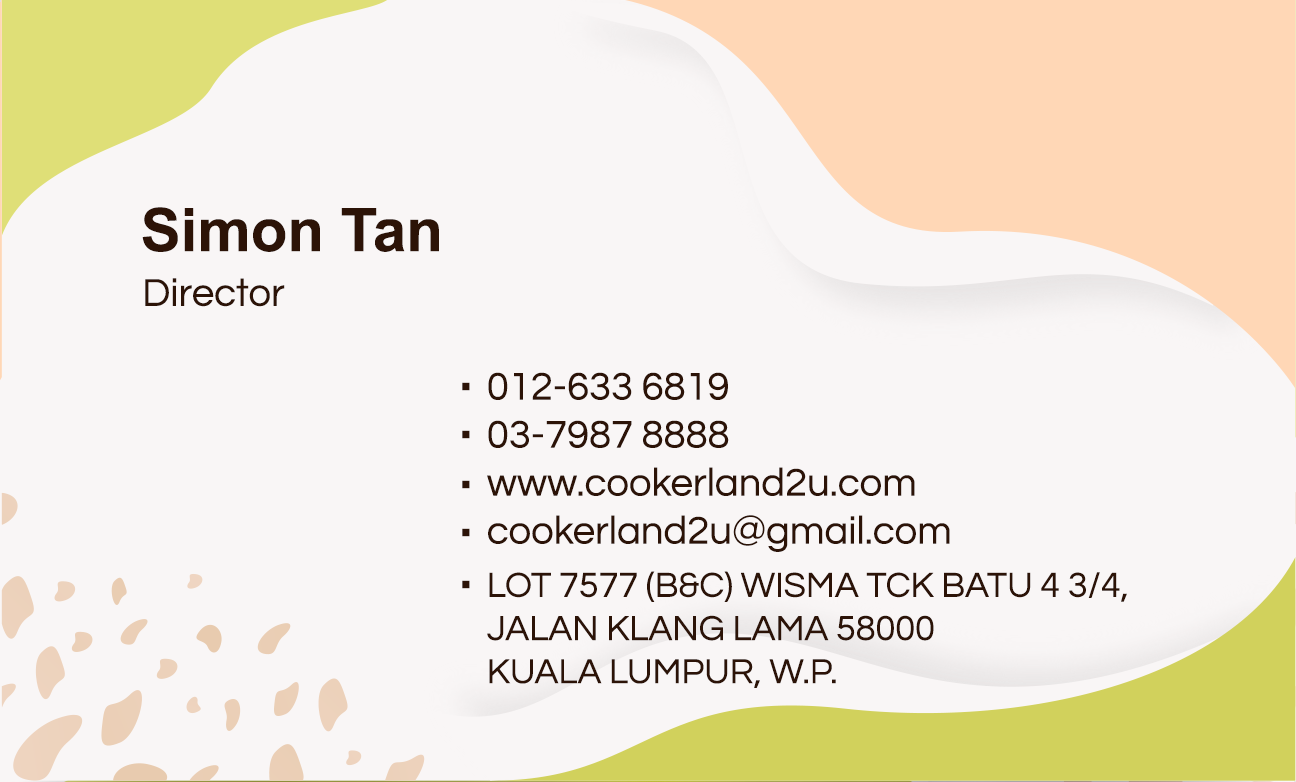 Simon Tan
Director
▪ 012-633 6819
▪ 03-7987 8888
▪ www.cookerland2u.com
▪ cookerland2u@gmail.com
▪ LOT 7577 (B&C) WISMA TCK BATU 4 3/4,
JALAN KLANG LAMA 58000
KUALA LUMPUR, W.P.